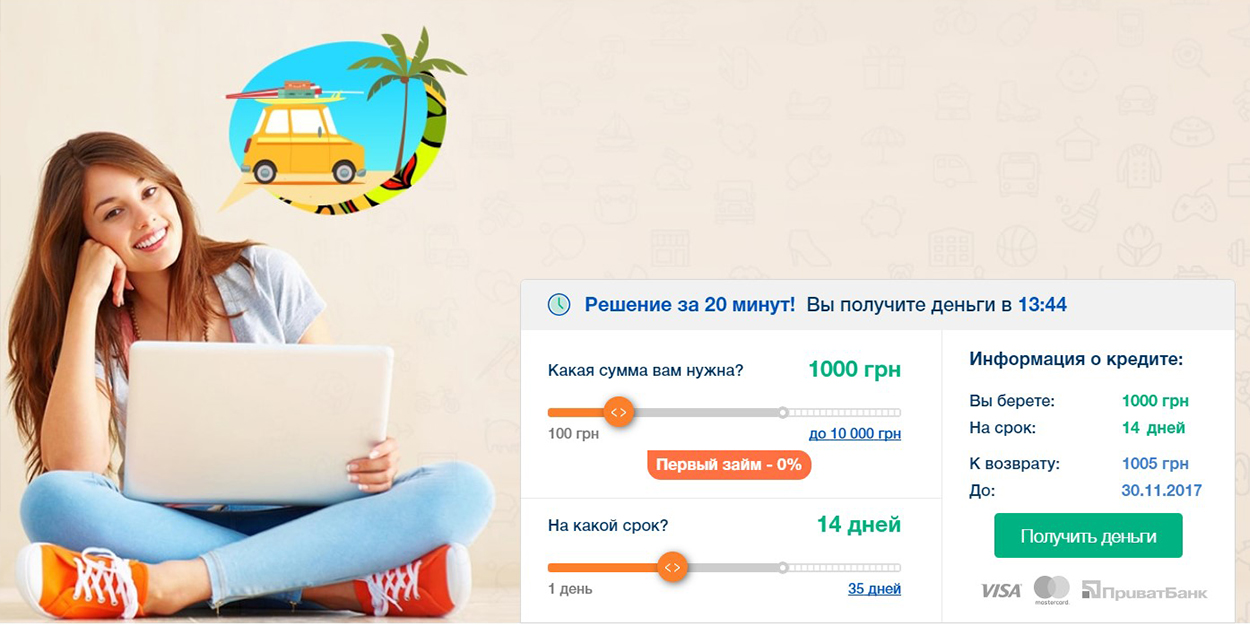 Решение за 20 минут! Вы получите деньги в 13:44
Какая сумма вам нужна? 1000 грн
100 грн до 10 000 грн
Первый займ - 0%
На какой срок? 14 дней
1 день 35 дней
Информация о кредите:
Вы берете: 1000 грн
На срок: 14 дней
К возврату: 1005 грн
До: 30.11.2017
Получить деньги
VISA mastercard. ПриватБанк